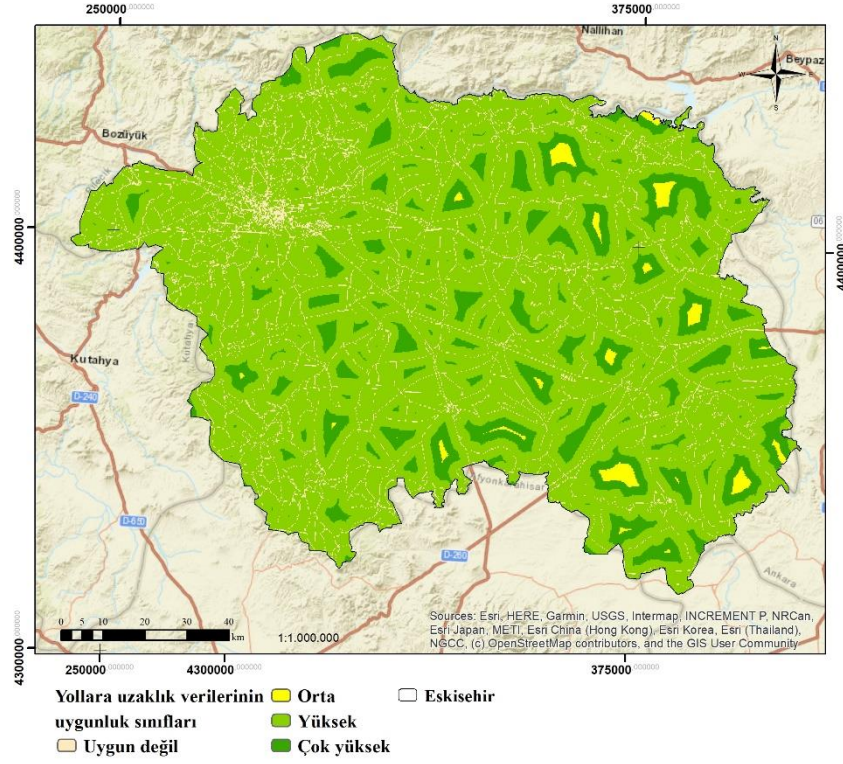 250000,000000
375000,000000
Nallihan
N
W
E
S
Beypaz
Bozüyük
4400000,000000
06
4400000,000000
Kutahya
Kutahya
D-240
D-650
fyonkarahisar
D-260
Ankara
0 5 10 20 30 40
km
1:1.000.000
Sources: Esri, HERE, Garmin, USGS, Intermap, INCREMENT P, NRCan,
Esri Japan, METI, Esri China (Hong Kong), Esri Korea, Esri (Thailand),
NGCC, (c) OpenStreetMap contributors, and the GIS User Community
4300000,000000
250000,000000
4300000,000000
375000,000000
Yollara uzaklık verilerinin
uygunluk sınıfları
Uygun değil
Orta
Yüksek
Çok yüksek
Eskisehir